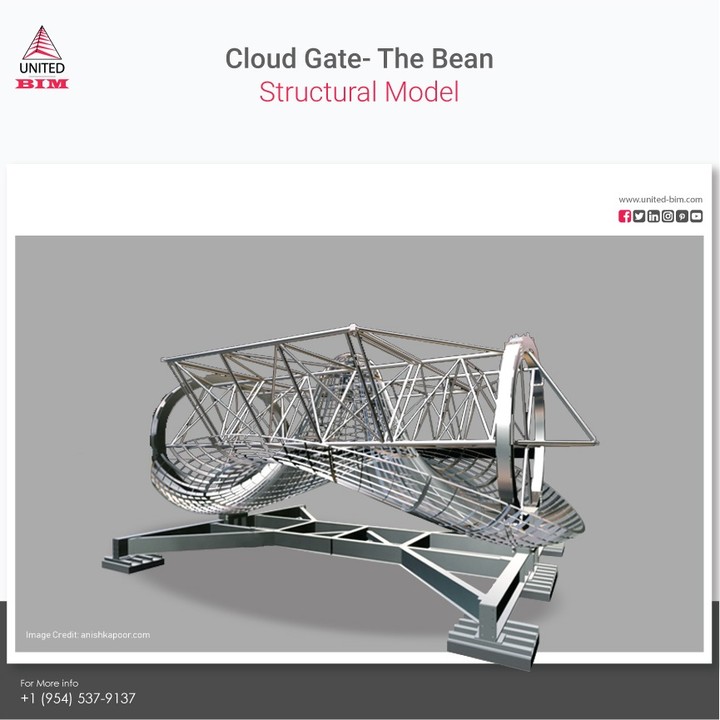 UNITED
BIM
Cloud Gate- The Bean
Structural Model
www.united-bim.com
Image Credit: anishkapoor.com
For More info
+1 (954) 537-9137